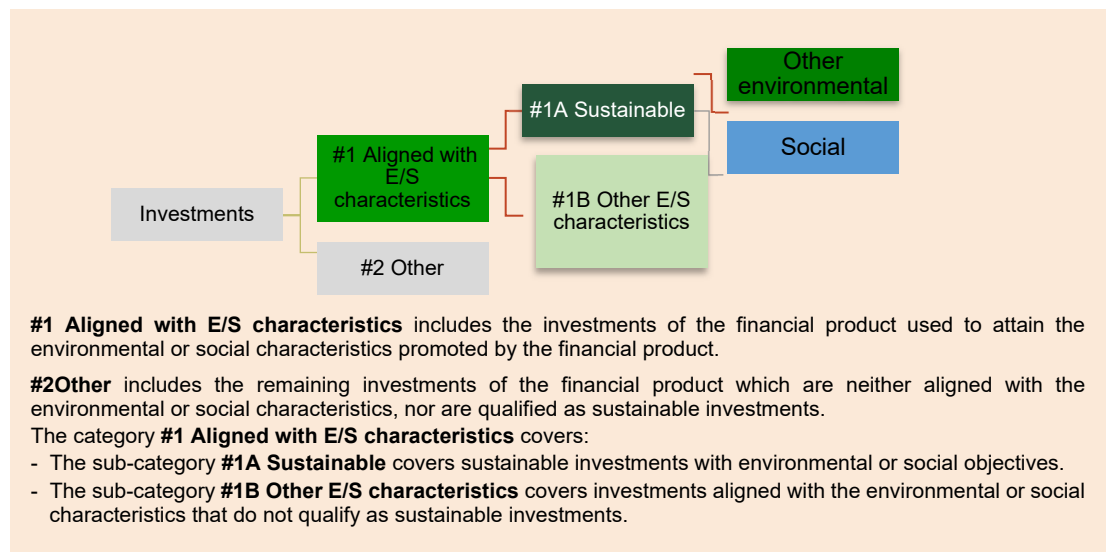 Other
environmental
#1A Sustainable
Social
#1 Aligned with
E/S
characteristics
#1B Other E/S
characteristics
Investments
#2 Other
#1 Aligned with E/S characteristics includes the investments of the financial product used to attain the
environmental or social characteristics promoted by the financial product.
#2Other includes the remaining investments of the financial product which are neither aligned with the
environmental or social characteristics, nor are qualified as sustainable investments.
The category #1 Aligned with E/S characteristics covers:
- The sub-category #1A Sustainable covers sustainable investments with environmental or social objectives.
- The sub-category #1B Other E/S characteristics covers investments aligned with the environmental or social
characteristics that do not qualify as sustainable investments.